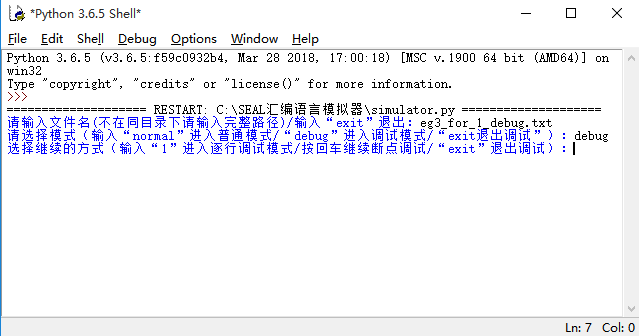 *Python 3.6.5 Shell*
File Edit Shell Debug Options Window Help
Python 3.6.5 (v3.6.5:f59c0932b4, Mar 28 2018, 17:00:18) [MSC v.1900 64 bit (AMD64)] on
win32
Type "copyright", "credits" or "license()" for more information.
>>>
==================== RESTART: C:\SEAL汇编语言模拟器\simulator.py ====================
请输入文件名(不在同目录下请输入完整路径)/输入“exit”退出: eg3_for_1_debug.txt
请选择模式（输入“normal”进入普通模式/“debug”进入调试模式/“exit退出调试”）: debug
选择继续的方式（输入“1”进入逐行调试模式/按回车继续断点调试/“exit”退出调试）:
Ln: 7 Col: 0